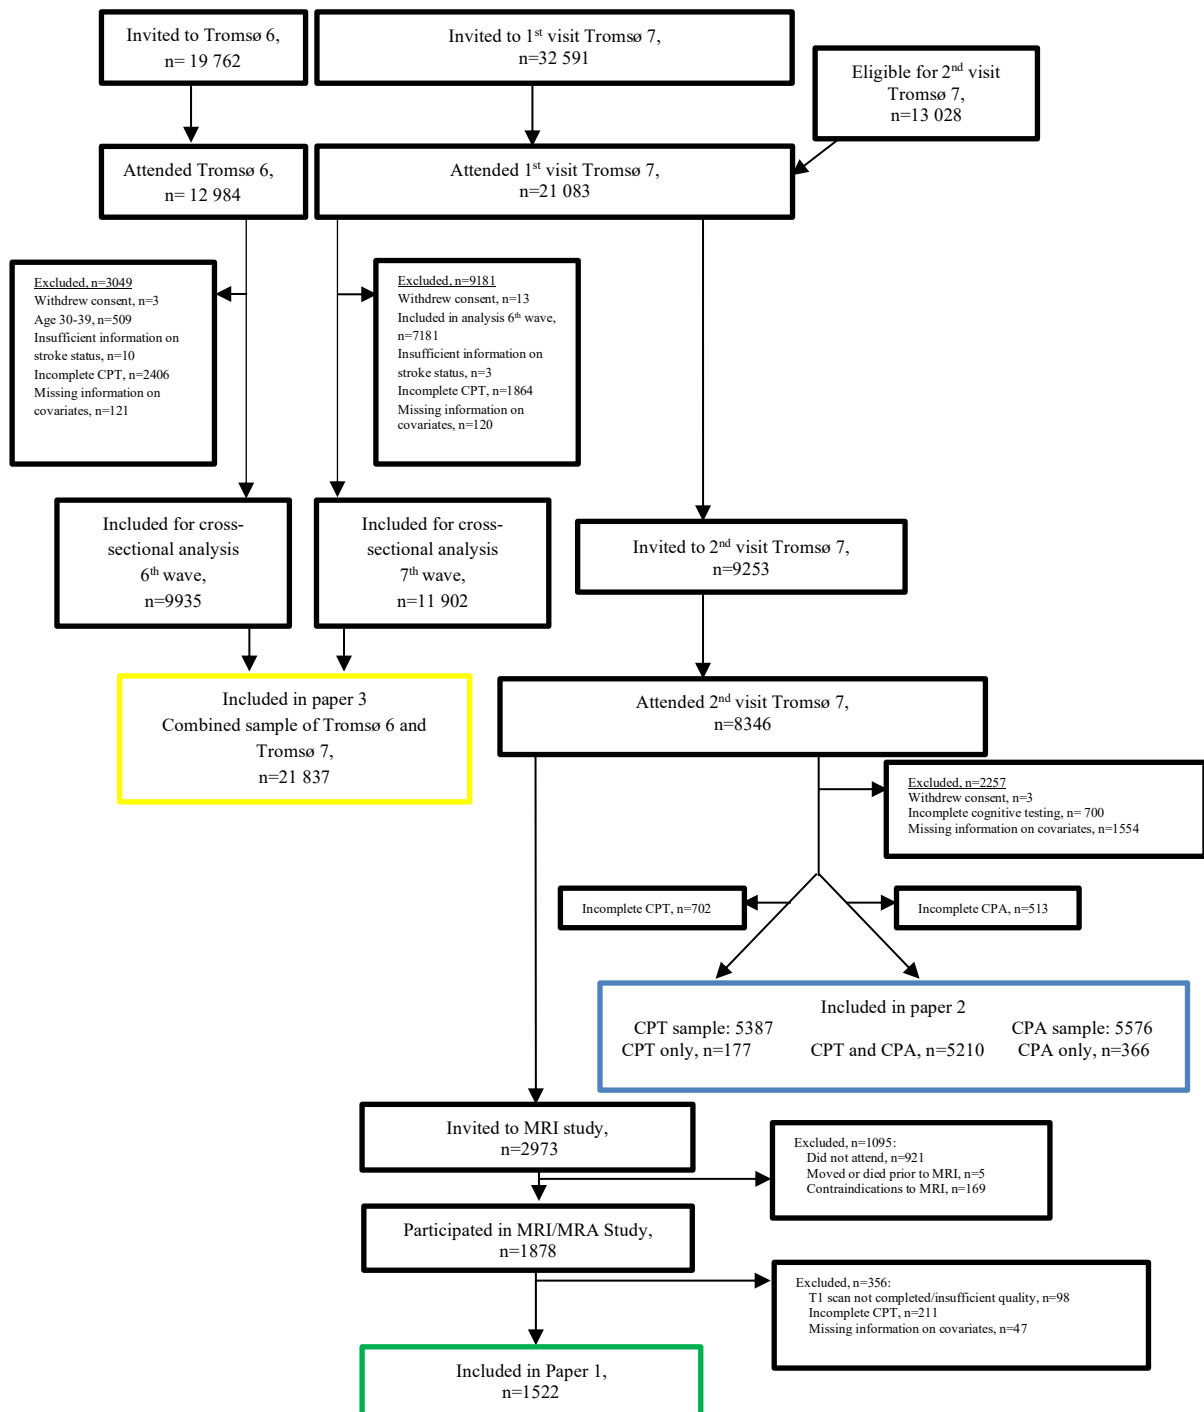 Invited to Tromsø 6,
n= 19 762
Invited to 1st visit Tromsø 7,
n=32 591
Eligible for 2nd visit
Tromsø 7,
n=13 028
Attended Tromsø 6,
n= 12 984
Attended 1st visit Tromsø 7,
n=21 083
Excluded, n=3049
Withdrew consent, n=3
Age 30-39, n=509
Insufficient information on
stroke status, n=10
Incomplete CPT, n=2406
Missing information on
covariates, n=121
Excluded, n=9181
Withdrew consent, n=13
Included in analysis 6th wave,
n=7181
Insufficient information on
stroke status, n=3
Incomplete CPT, n=1864
Missing information on
covariates, n=120
Included for cross-
sectional analysis
6th wave,
n=9935
Included for cross-
sectional analysis
7th wave,
n=11 902
Invited to 2nd visit Tromsø 7,
n=9253
Included in paper 3
Combined sample of Tromsø 6 and
Tromsø 7,
n=21 837
Attended 2nd visit Tromsø 7,
n=8346
Excluded, n=2257
Withdrew consent, n=3
Incomplete cognitive testing, n= 700
Missing information on covariates, n=1554
Incomplete CPT, n=702
Incomplete CPA, n=513
Included in paper 2
CPT sample: 5387 CPA sample: 5576
CPT only, n=177 CPT and CPA, n=5210 CPA only, n=366
Invited to MRI study,
n=2973
Excluded, n=1095:
Did not attend, n=921
Moved or died prior to MRI, n=5
Contraindications to MRI, n=169
Participated in MRI/MRA Study,
n=1878
Excluded, n=356:
T1 scan not completed/insufficient quality, n=98
Incomplete CPT, n=211
Missing information on covariates, n=47
Included in Paper 1,
n=1522